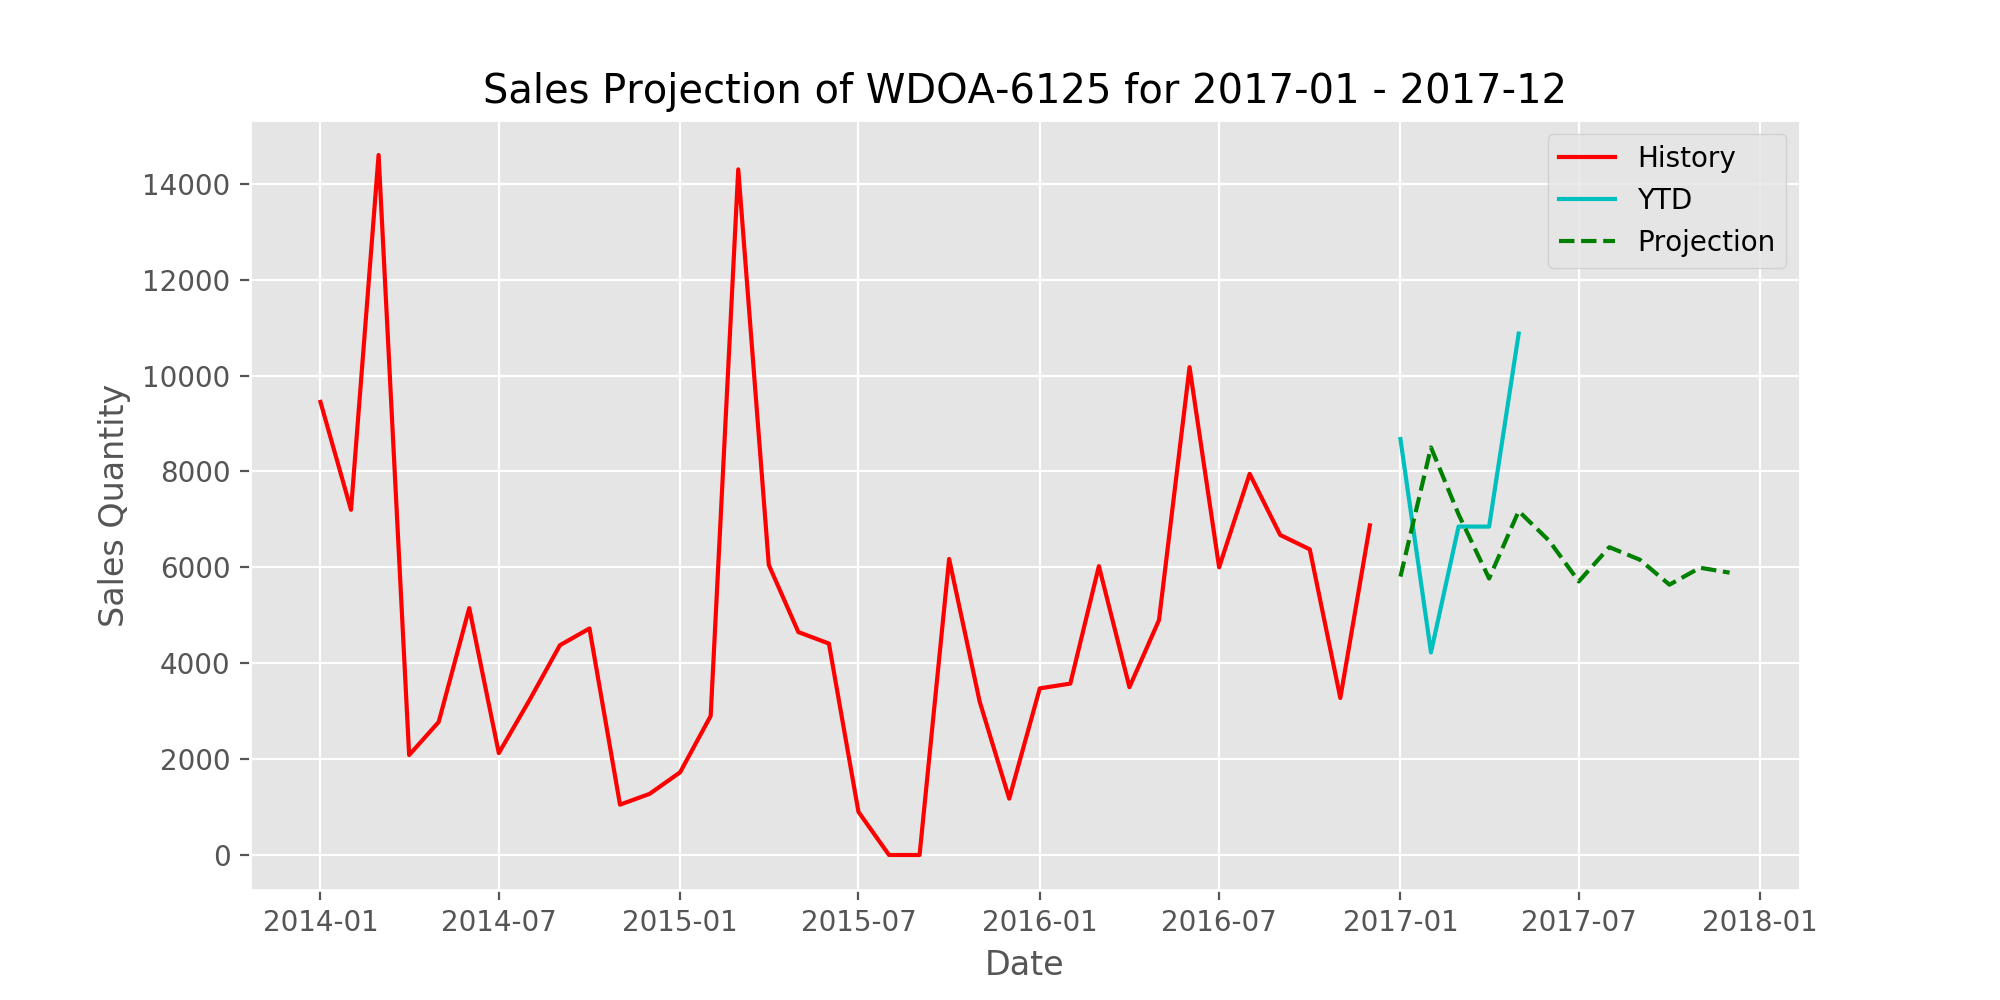 Sales Projection of WDOA-6125 for 2017-01 - 2017-12
History
YTD
Projection
14000
12000
10000
8000
6000
4000
2000
0
Sales Quantity
2014-01 2014-07 2015-01 2015-07 2016-01 2016-07 2017-01 2017-07 2018-01
Date